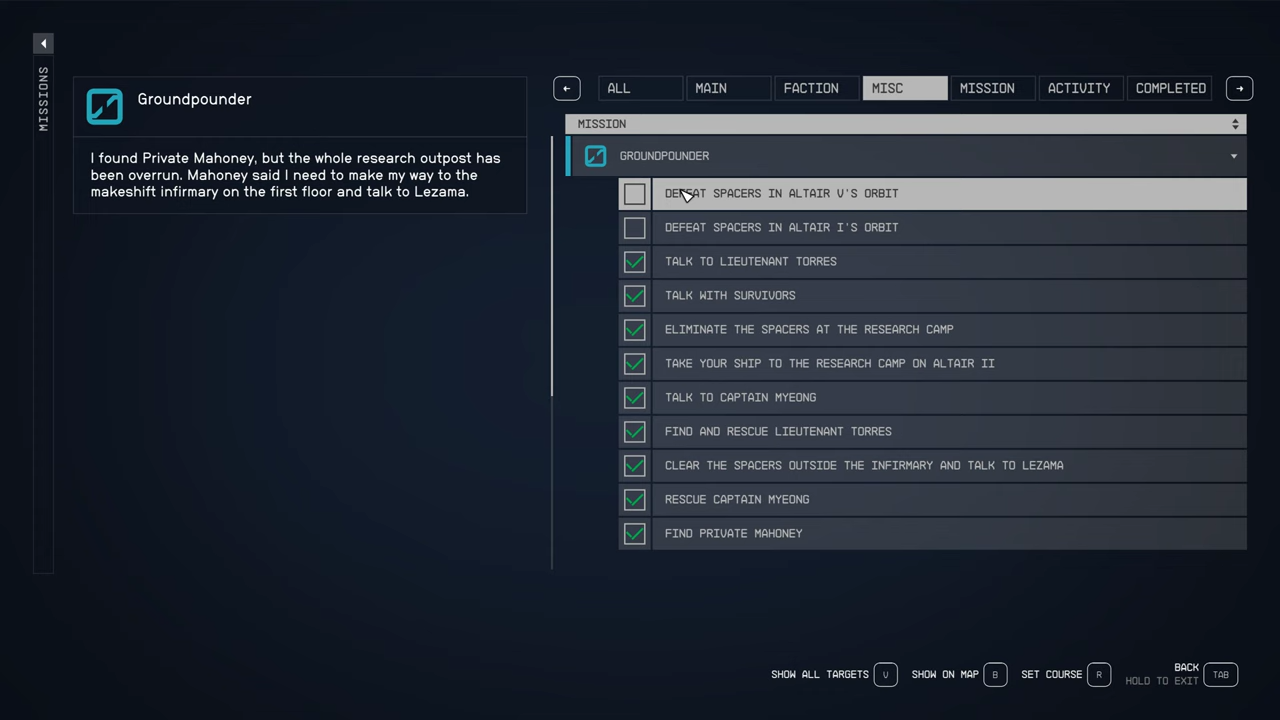 MISSIONS
Groundpounder
I found Private Mahoney, but the whole research outpost has
been overrun. Mahoney said I need to make my way to the
makeshift infirmary on the first floor and talk to Lezama.
ALL
MAIN
FACTION
MISC
MISSION
ACTIVITY
COMPLETED
MISSION
GROUNDPOUNDER
DEFEAT SPACERS IN ALTAIR V'S ORBIT
DEFEAT SPACERS IN ALTAIR I'S ORBIT
TALK TO LIEUTENANT TORRES
TALK WITH SURVIVORS
ELIMINATE THE SPACERS AT THE RESEARCH CAMP
TAKE YOUR SHIP TO THE RESEARCH CAMP ON ALTAIR II
TALK TO CAPTAIN MYEONG
FIND AND RESCUE LIEUTENANT TORRES
CLEAR THE SPACERS OUTSIDE THE INFIRMARY AND TALK TO LEZAMA
RESCUE CAPTAIN MYEONG
FIND PRIVATE MAHONEY
SHOW ALL TARGETS V
SHOW ON MAP B
SET COURSE R
BACK
HOLD TO EXIT
TAB